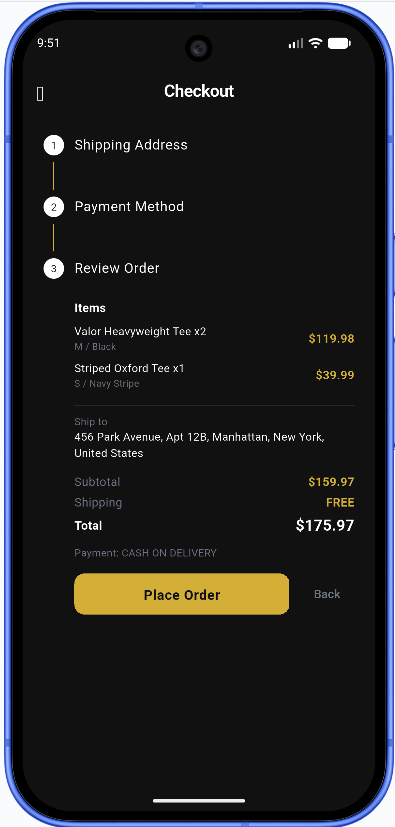 9:51
Checkout
1 Shipping Address
2 Payment Method
3 Review Order
Items
Valor Heavyweight Tee x2
$119.98
M / Black
Striped Oxford Tee x1
$39.99
S / Navy Stripe
Ship to
456 Park Avenue, Apt 12B, Manhattan, New York,
United States
Subtotal $159.97
Shipping FREE
Total $175.97
Payment: CASH ON DELIVERY
Place Order Back